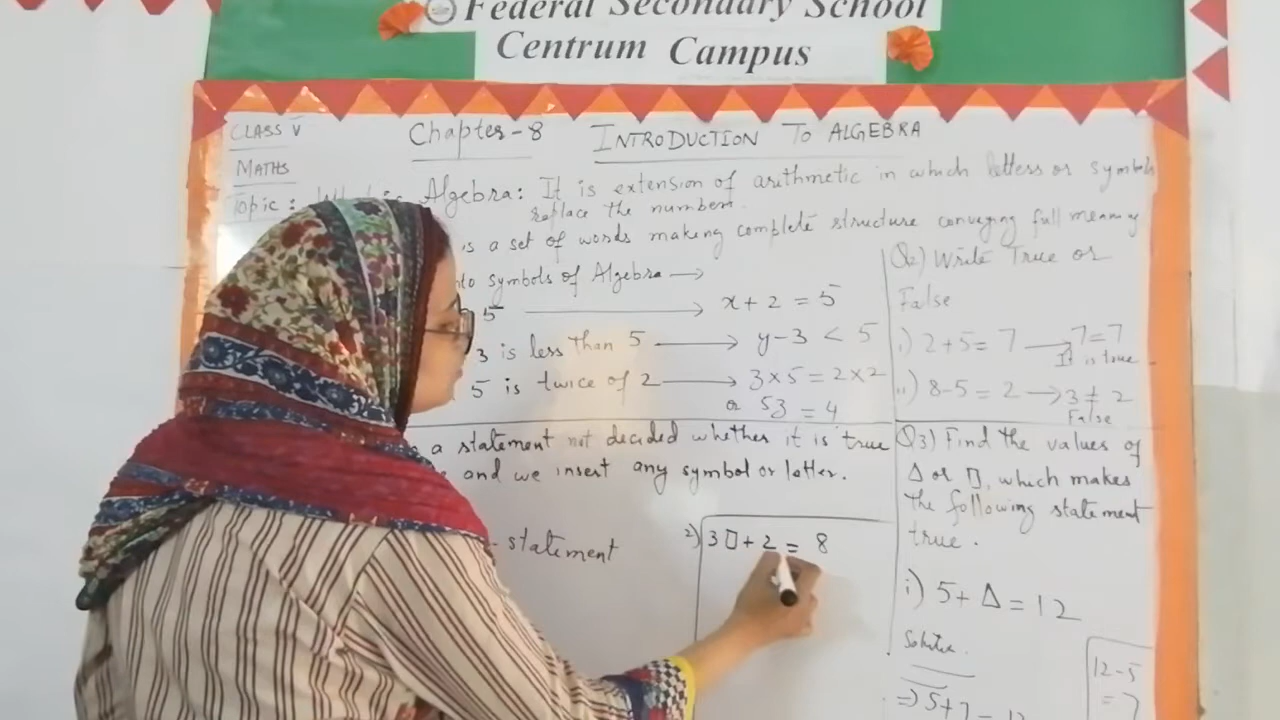 Federal Secondary School
Centrum Campus
CLASS V
MATHS
Chapter-8 INTRODUCTION TO ALGEBRA
Topic: What is Algebra: It is extension of arithmetic in which letters or symbols
replace the numbers.
is a set of words making complete structure conveying full meaning
into symbols of Algebra →
5 → x + 2 = 5
3 is less than 5 → y - 3 < 5
5 is twice of 2 → 3 × 5 = 2 × 2
or 53 = 4
a statement not decided whether it is true
and we insert any symbol or letter.
- statement
2) 3▯ + 2 = 8
Q2) Write True or
False
i) 2 + 5 = 7 → 7 = 7
It is true
ii) 8 - 5 = 2 → 3 ≠ 2
False
Q3) Find the values of
Δ or ▯, which makes
the following statement
true.
i) 5 + Δ = 12
Solution.
12 - 5
= 7
⇒ 5 + 7 = 12